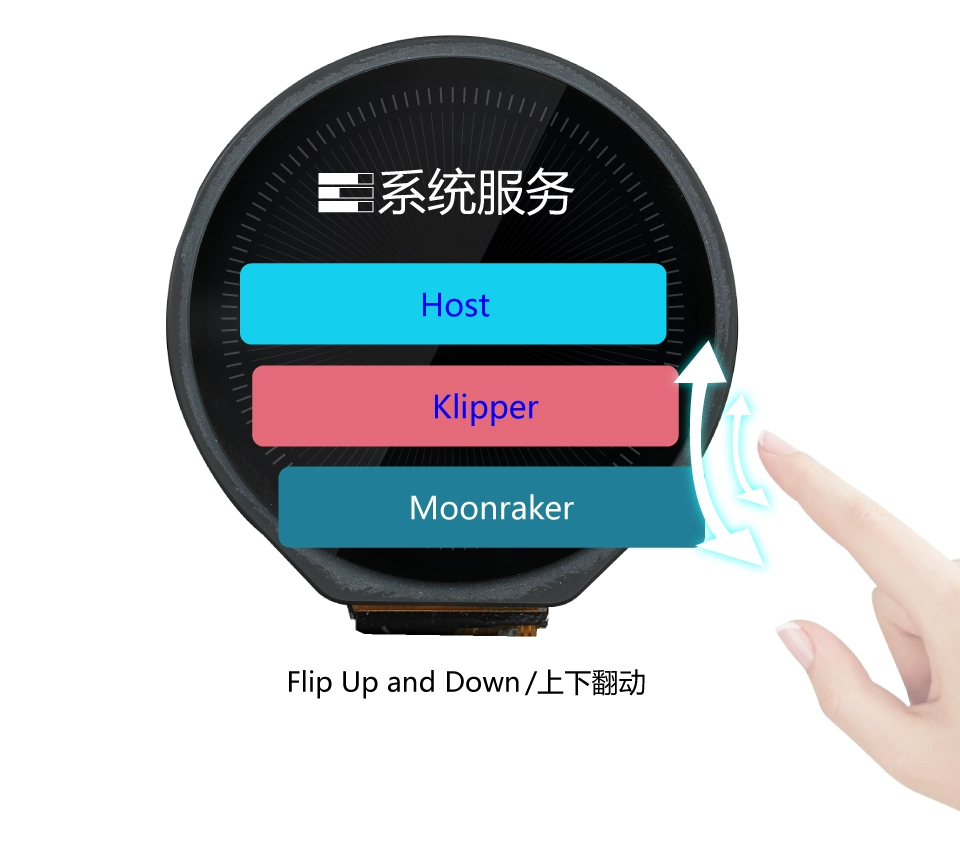 系统服务
Host
Klipper
Moonraker
Flip Up and Down/上下翻动